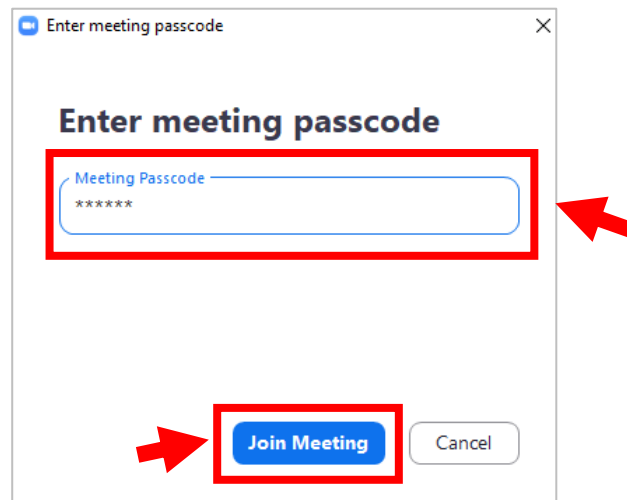 Enter meeting passcode
Enter meeting passcode
Meeting Passcode
******
Join Meeting
Cancel